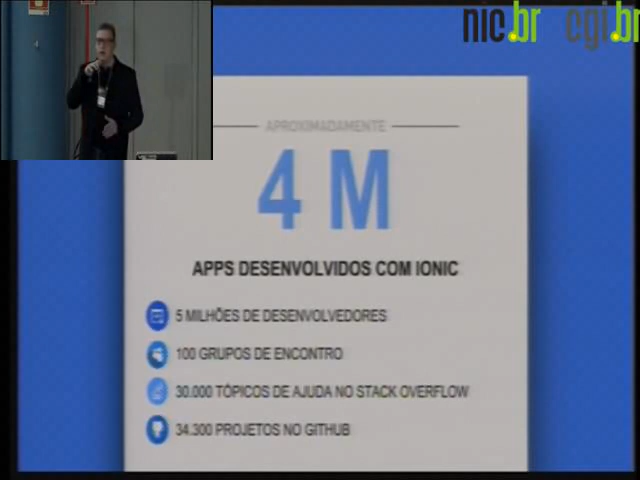 nic.br cgi.br
APROXIMADAMENTE
4 M
APPS DESENVOLVIDOS COM IONIC
5 MILHÕES DE DESENVOLVEDORES
100 GRUPOS DE ENCONTRO
30.000 TÓPICOS DE AJUDA NO STACK OVERFLOW
34.300 PROJETOS NO GITHUB